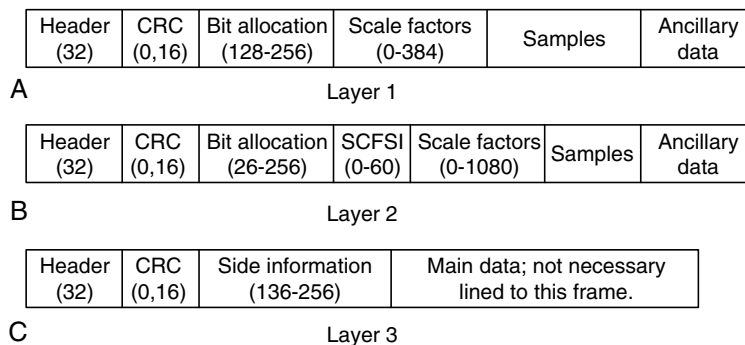 Header CRC Bit allocation Scale factors Samples Ancillary
(32) (0,16) (128-256) (0-384) data
A Layer 1
Header CRC Bit allocation SCFSI Scale factors Samples Ancillary
(32) (0,16) (26-256) (0-60) (0-1080) data
B Layer 2
Header CRC Side information Main data; not necessary
(32) (0,16) (136-256) lined to this frame.
C Layer 3